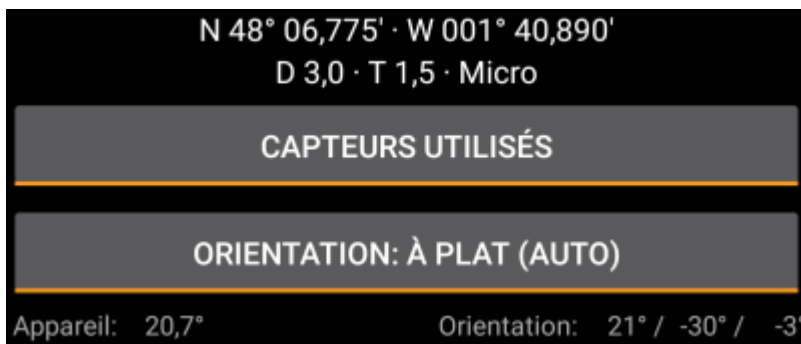 N 48° 06,775' · W 001° 40,890'
D 3,0 · T 1,5 · Micro
CAPTEURS UTILISÉS
ORIENTATION: À PLAT (AUTO)
Appareil: 20,7° Orientation: 21° / -30° / -3°